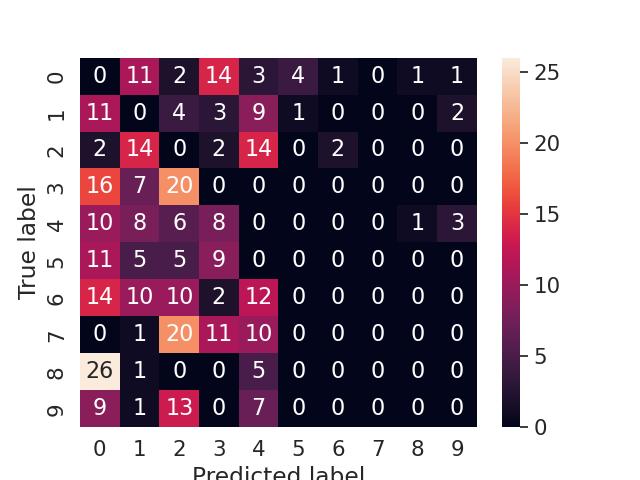 0 0 11 2 14 3 4 1 0 1 1
1 11 0 4 3 9 1 0 0 0 2
2 2 14 0 2 14 0 2 0 0 0
3 16 7 20 0 0 0 0 0 0 0
4 10 8 6 8 0 0 0 0 1 3
5 11 5 5 9 0 0 0 0 0 0
6 14 10 10 2 12 0 0 0 0 0
7 0 1 20 11 10 0 0 0 0 0
8 26 1 0 0 5 0 0 0 0 0
9 9 1 13 0 7 0 0 0 0 0
0 1 2 3 4 5 6 7 8 9
Predicted label
True label
25
20
15
10
5
0